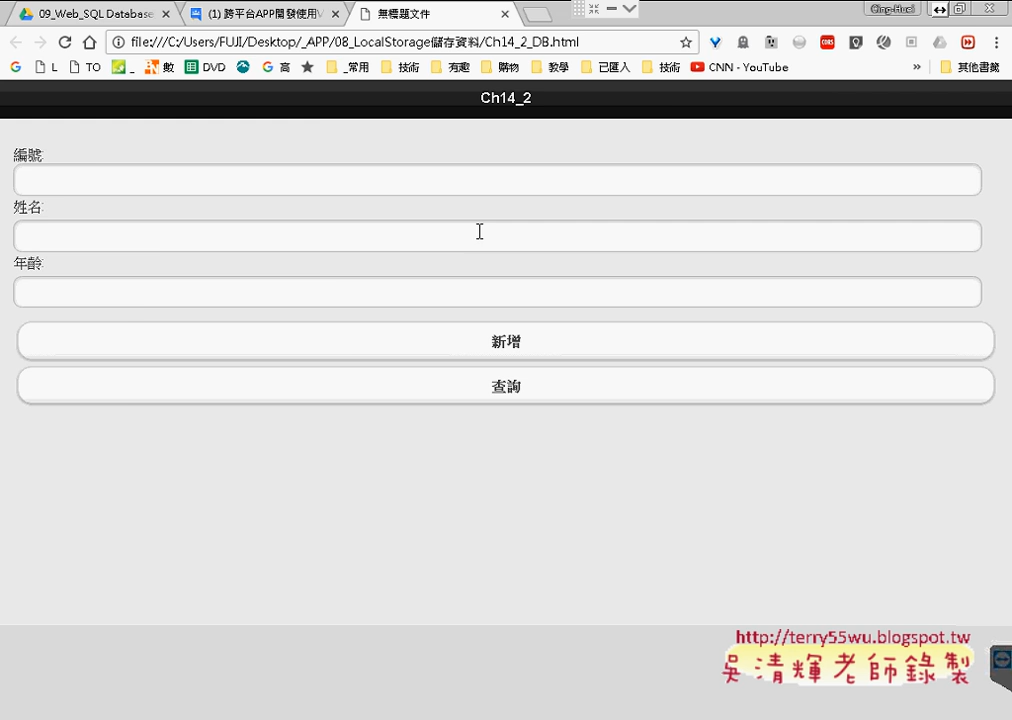 09_Web_SQL Database
(1) 跨平台APP開發使用
無標題文件
Ging-Huei
file:///C:/Users/FUJI/Desktop/_APP/08_LocalStorage儲存資料/Ch14_2_DB.html
L TO _ 數 DVD 高 _常用 技術 有趣 購物 教學 已匯入 技術 CNN - YouTube » 其他書籤
Ch14_2
編號:
姓名:
年齡:
新增
查詢
http://terry55wu.blogspot.tw
吳清輝老師錄製